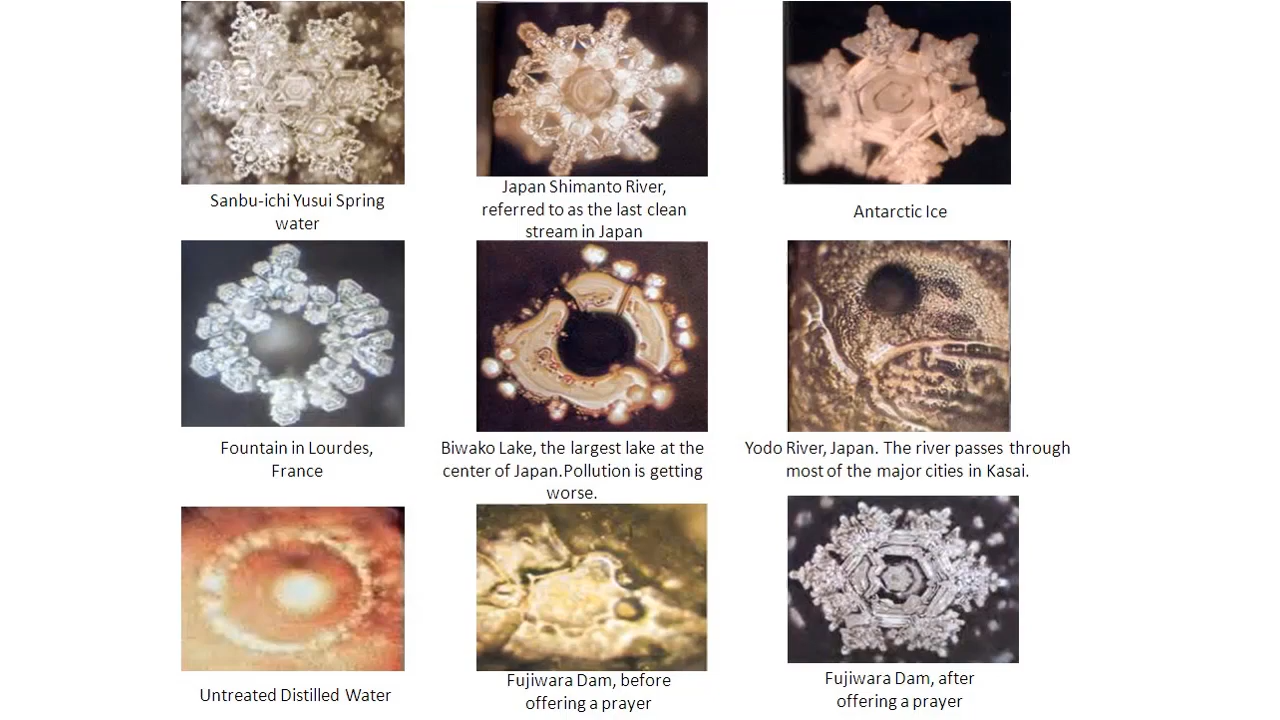 Sanbu-ichi Yusui Spring
water
Japan Shimanto River,
referred to as the last clean
stream in Japan
Antarctic Ice
Fountain in Lourdes,
France
Biwako Lake, the largest lake at the
center of Japan.Pollution is getting
worse.
Yodo River, Japan. The river passes through
most of the major cities in Kasai.
Untreated Distilled Water
Fujiwara Dam, before
offering a prayer
Fujiwara Dam, after
offering a prayer